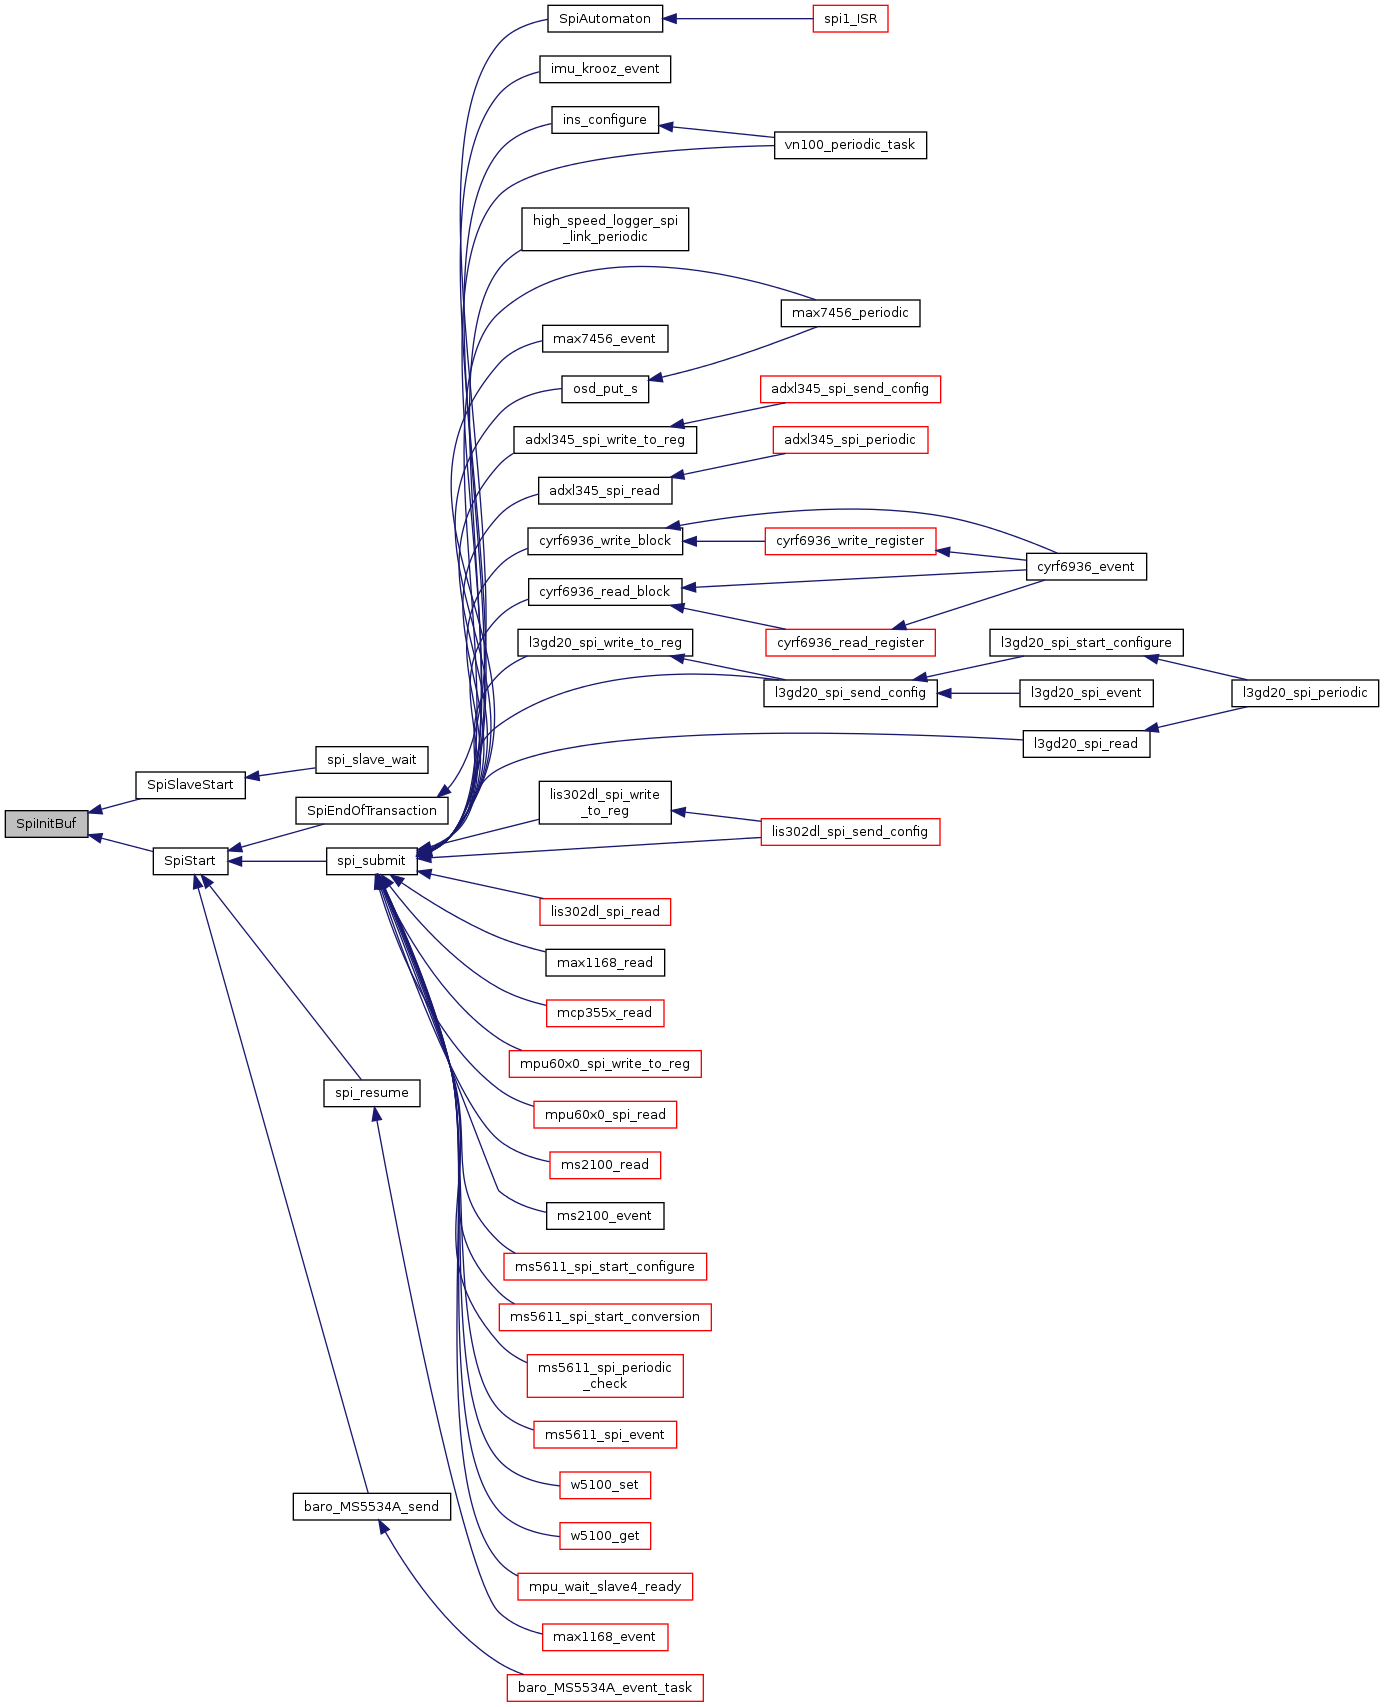 SpiAutomaton
spi1_ISR
imu_krooz_event
ins_configure
vn100_periodic_task
high_speed_logger_spi
_link_periodic
max7456_periodic
max7456_event
osd_put_s
adxl345_spi_send_config
adxl345_spi_write_to_reg
adxl345_spi_periodic
adxl345_spi_read
cyrf6936_write_block
cyrf6936_write_register
cyrf6936_event
cyrf6936_read_block
cyrf6936_read_register
l3gd20_spi_write_to_reg
l3gd20_spi_start_configure
l3gd20_spi_send_config
l3gd20_spi_event
l3gd20_spi_periodic
l3gd20_spi_read
spi_slave_wait
SpiSlaveStart
SpiEndOfTransaction
lis302dl_spi_write
_to_reg
SpiInitBuf
lis302dl_spi_send_config
SpiStart
spi_submit
lis302dl_spi_read
max1168_read
mcp355x_read
mpu60x0_spi_write_to_reg
spi_resume
mpu60x0_spi_read
ms2100_read
ms2100_event
ms5611_spi_start_configure
ms5611_spi_start_conversion
ms5611_spi_periodic
_check
ms5611_spi_event
w5100_set
baro_MS5534A_send
w5100_get
mpu_wait_slave4_ready
max1168_event
baro_MS5534A_event_task